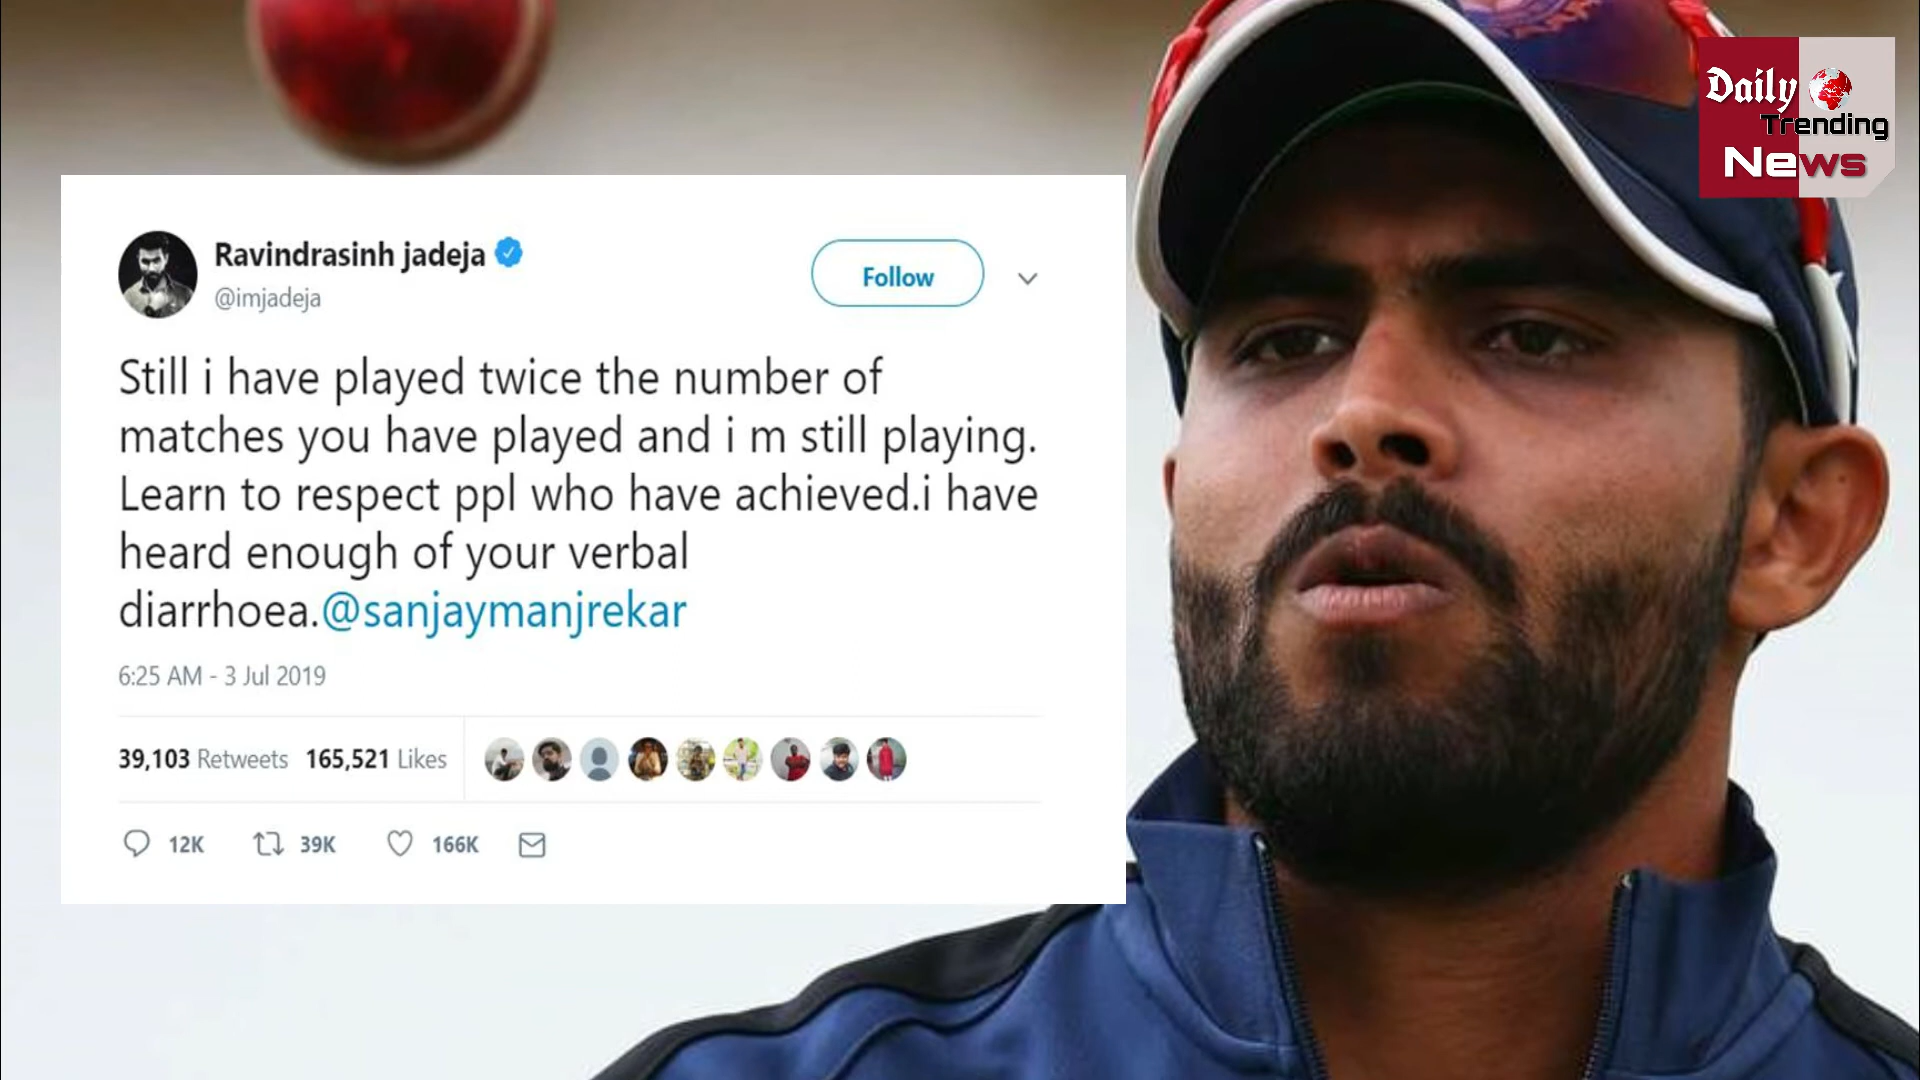 Daily
Trending
News
Ravindrasinh jadeja
@imjadeja
Follow
Still i have played twice the number of
matches you have played and i m still playing.
Learn to respect ppl who have achieved.i have
heard enough of your verbal
diarrhoea.@sanjaymanjrekar
6:25 AM - 3 Jul 2019
39,103 Retweets 165,521 Likes
12K 39K 166K